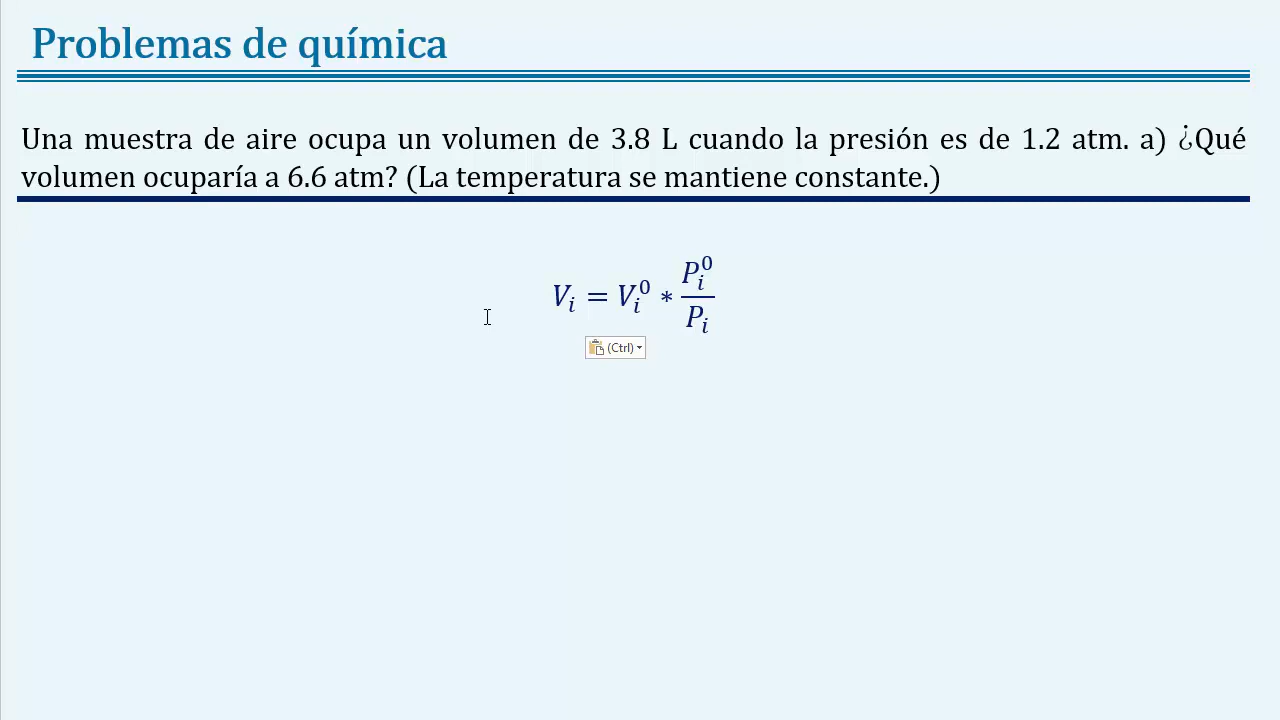 Problemas de química
Una muestra de aire ocupa un volumen de 3.8 L cuando la presión es de 1.2 atm. a) ¿Qué
volumen ocuparía a 6.6 atm? (La temperatura se mantiene constante.)
V_i = V_i^0 * P_i^0 / P_i
(Ctrl)